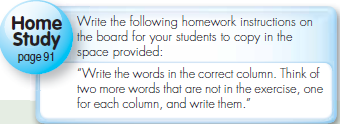 Home
Study
page 91
Write the following homework instructions on
the board for your students to copy in the
space provided:
“Write the words in the correct column. Think of
two more words that are not in the exercise, one
for each column, and write them.”